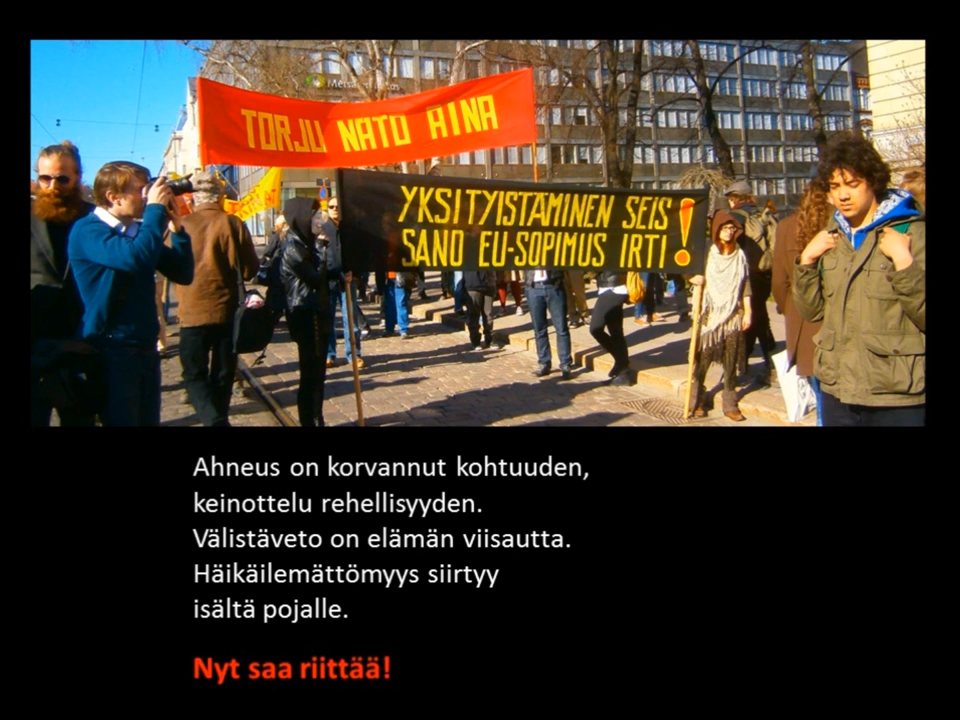 TORJU NATO AINA
YKSITYISTÄMINEN SEIS
SANO EU-SOPIMUS IRTI!
Ahneus on korvannut kohtuuden,
keinottelu rehellisyyden.
Välistäveto on elämän viisautta.
Häikäilemättömyys siirtyy
isältä pojalle.
Nyt saa riittää!